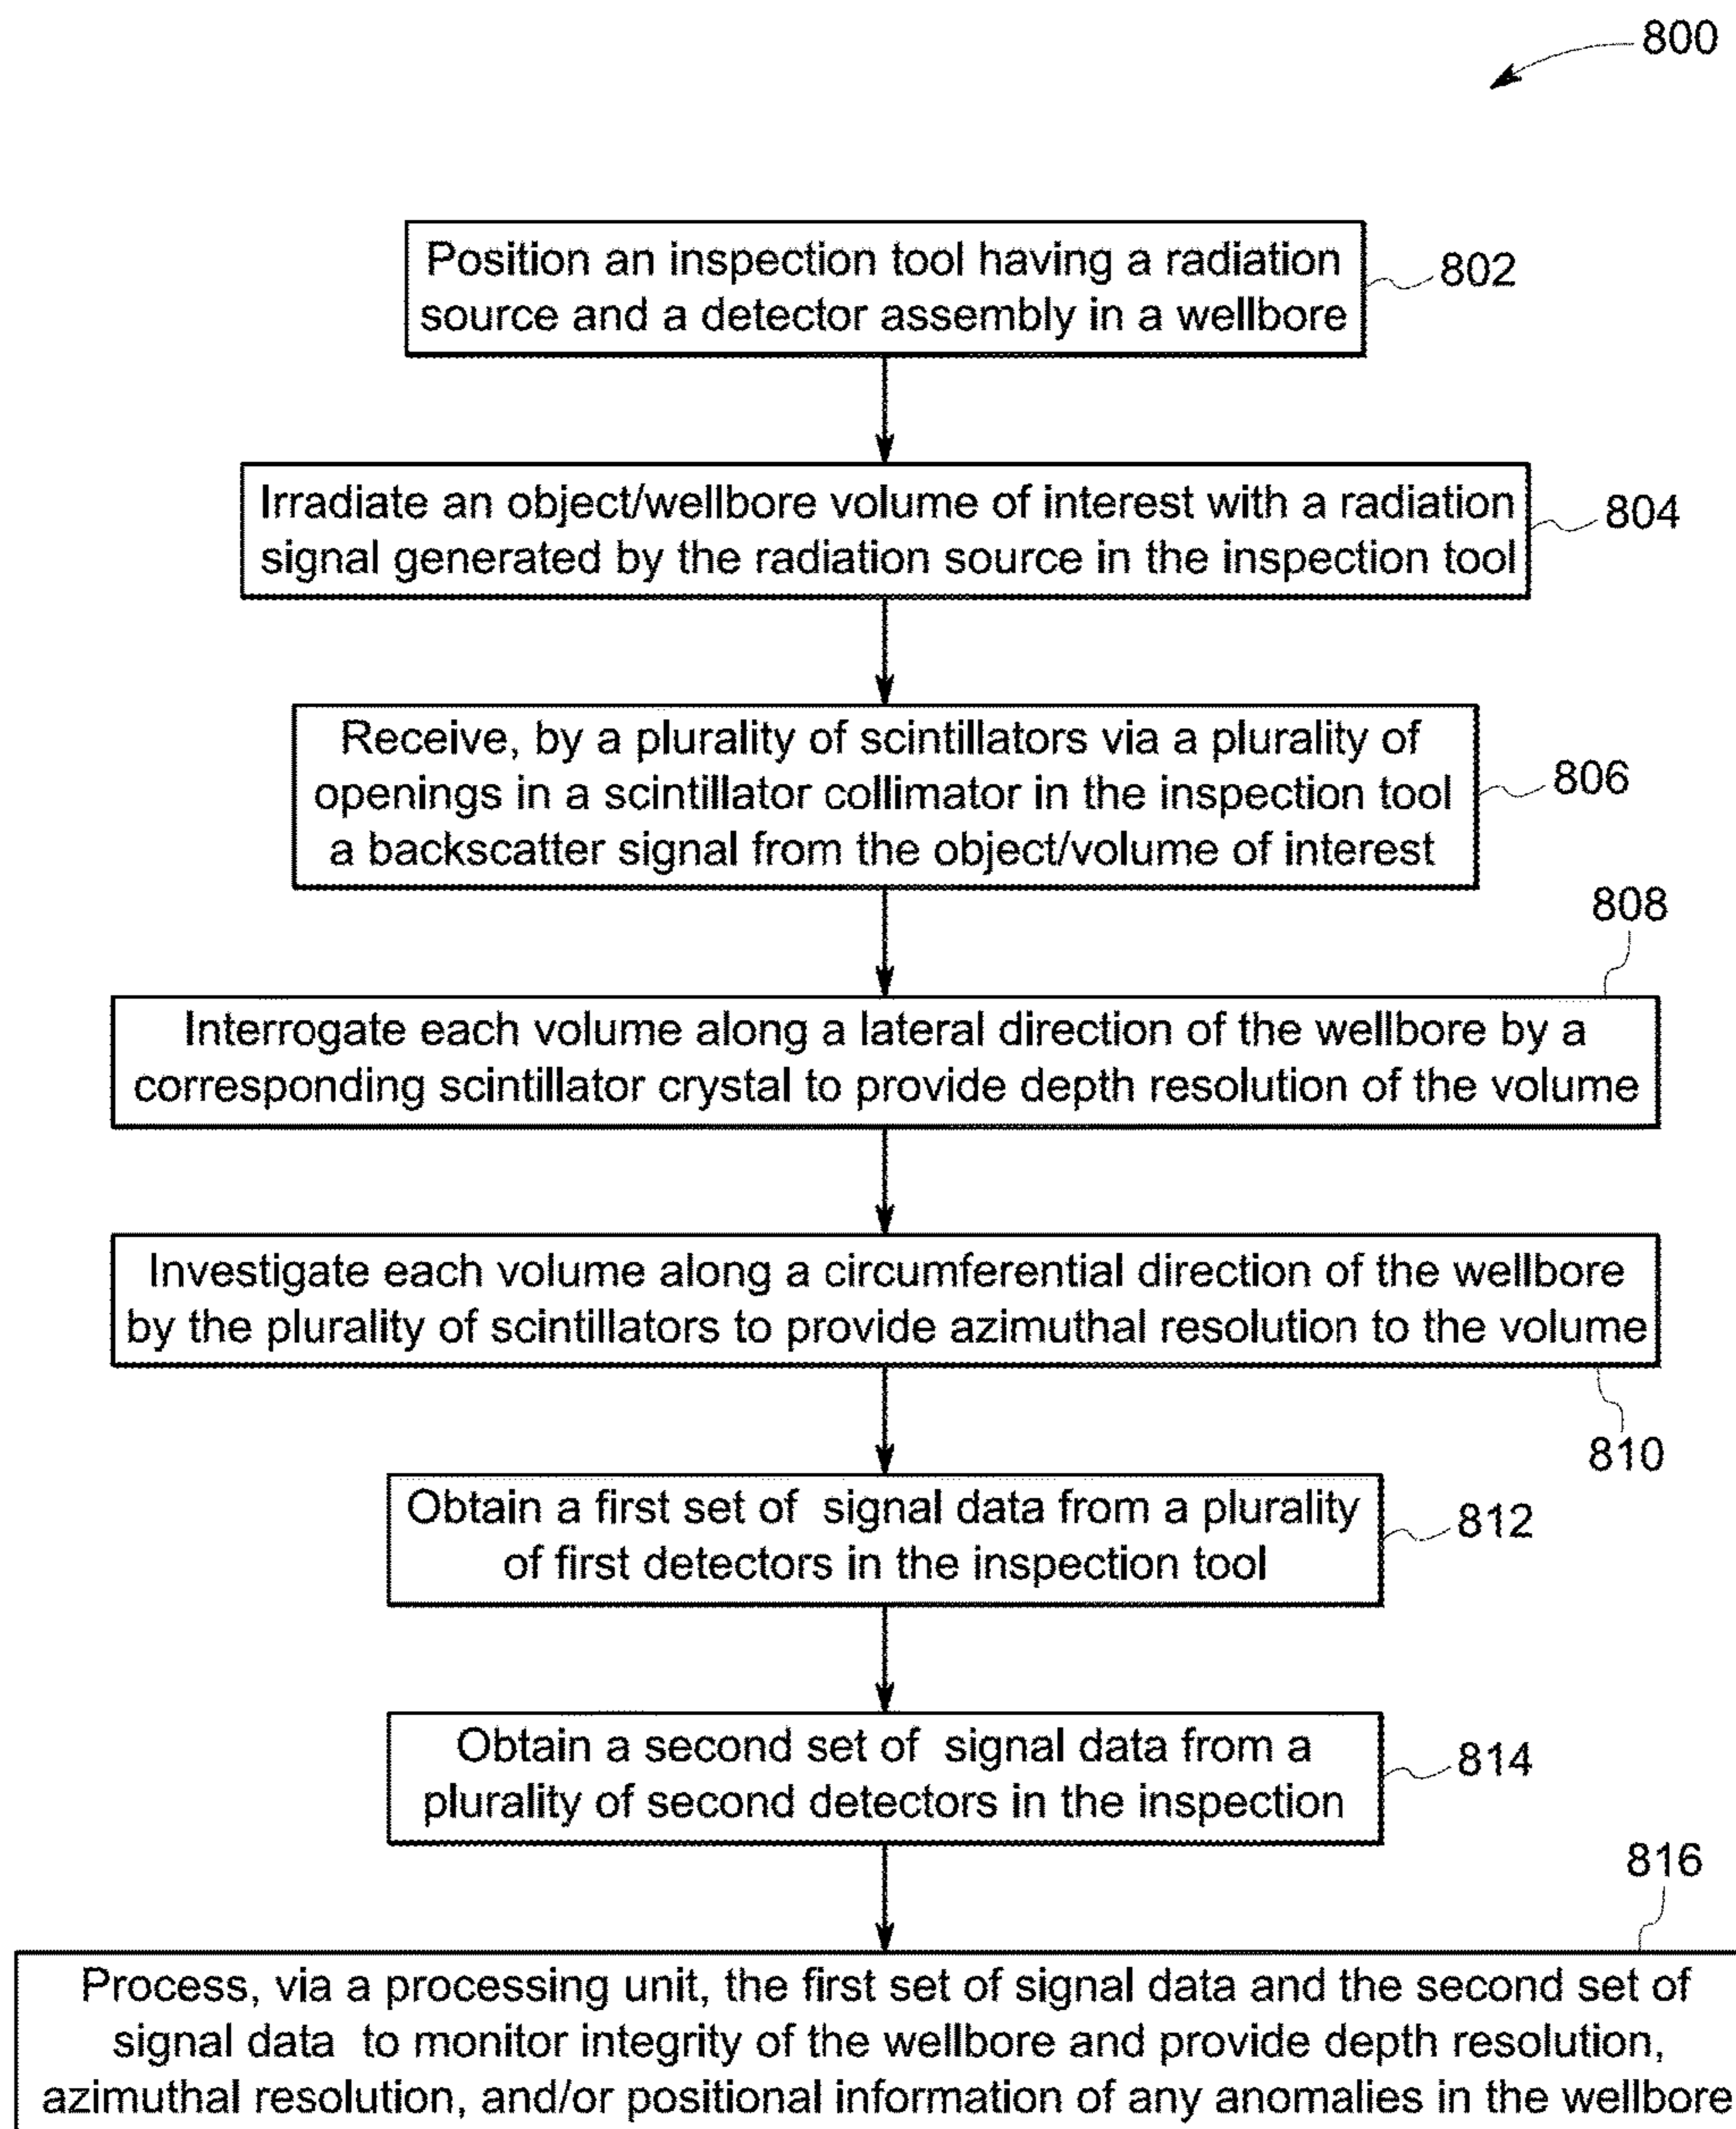 800
Position an inspection tool having a radiation
source and a detector assembly in a wellbore
802
Irradiate an object/wellbore volume of interest with a radiation
signal generated by the radiation source in the inspection tool
804
Receive, by a plurality of scintillators via a plurality of
openings in a scintillator collimator in the inspection tool
a backscatter signal from the object/volume of interest
806
808
Interrogate each volume along a lateral direction of the wellbore by a
corresponding scintillator crystal to provide depth resolution of the volume
Investigate each volume along a circumferential direction of the wellbore
by the plurality of scintillators to provide azimuthal resolution to the volume
810
Obtain a first set of signal data from a plurality
of first detectors in the inspection tool
812
Obtain a second set of signal data from a
plurality of second detectors in the inspection
814
816
Process, via a processing unit, the first set of signal data and the second set of
signal data to monitor integrity of the wellbore and provide depth resolution,
azimuthal resolution, and/or positional information of any anomalies in the wellbore